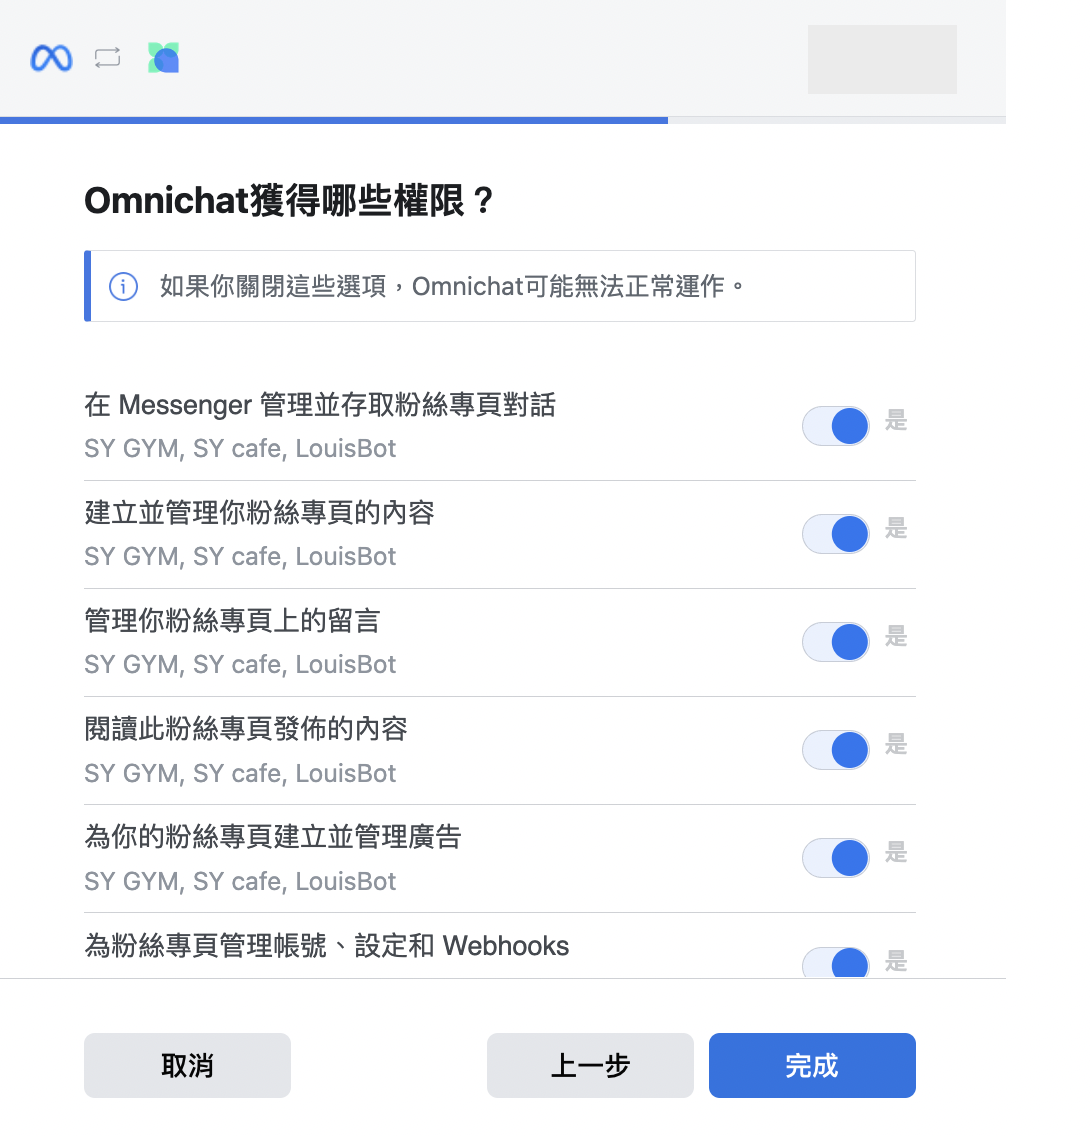 Omnichat獲得哪些權限？
如果你關閉這些選項，Omnichat可能無法正常運作。
在 Messenger 管理並存取粉絲專頁對話
是
SY GYM, SY cafe, LouisBot
建立並管理你粉絲專頁的內容
是
SY GYM, SY cafe, LouisBot
管理你粉絲專頁上的留言
是
SY GYM, SY cafe, LouisBot
閱讀此粉絲專頁發佈的內容
是
SY GYM, SY cafe, LouisBot
為你的粉絲專頁建立並管理廣告
是
SY GYM, SY cafe, LouisBot
為粉絲專頁管理帳號、設定和 Webhooks
是
取消
上一步
完成